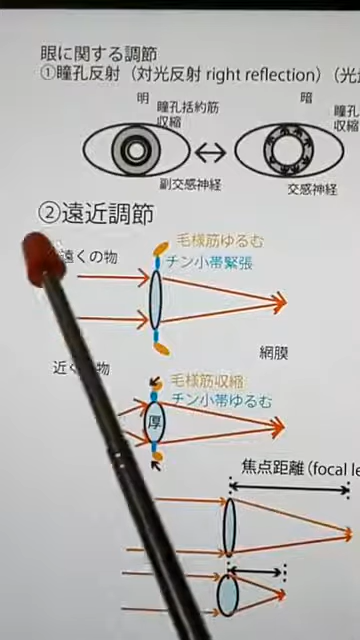 眼に関する調節
①瞳孔反射（対光反射 right reflection）（光
明
暗
瞳孔括約筋
収縮
瞳孔
収縮
副交感神経
交感神経
②遠近調節
遠くの物
毛様筋ゆるむ
チン小帯緊張
網膜
近く 物
毛様筋収縮
チン小帯ゆるむ
厚
焦点距離（focal le